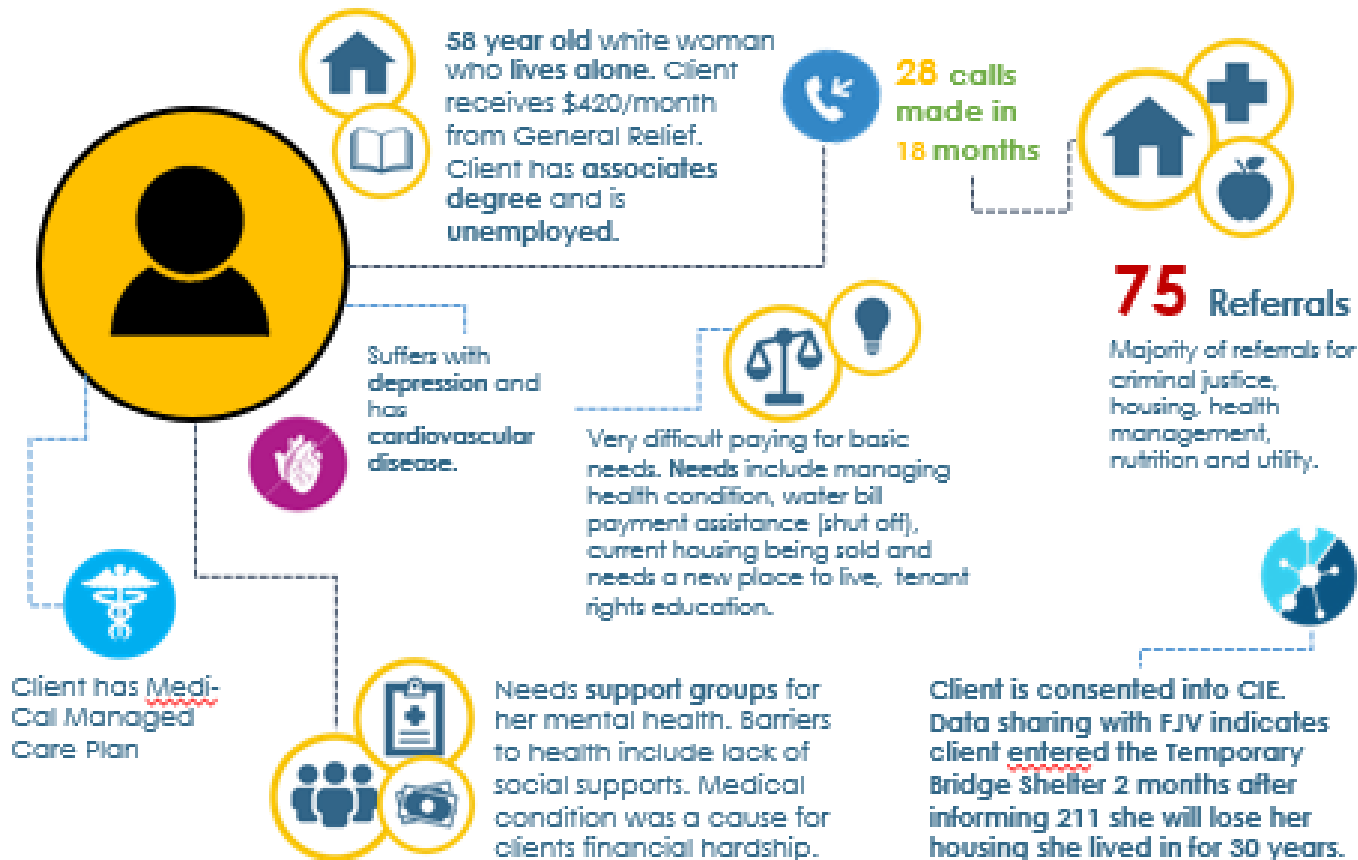 58 year old white woman
who lives alone. Client
receives $420/month
from General Relief.
Client has associates
degree and is
unemployed.
28 calls
made in
18 months
75 Referrals
Majority of referrals for
criminal justice,
housing, health
management,
nutrition and utility.
Suffers with
depression and
has
cardiovascular
disease.
Very difficult paying for basic
needs. Needs include managing
health condition, water bill
payment assistance (shut off),
current housing being sold and
needs a new place to live, tenant
rights education.
Client has Medi-
Cal Managed
Care Plan
Needs support groups for
her mental health. Barriers
to health include lack of
social supports. Medical
condition was a cause for
clients financial hardship.
Client is consented into CIE.
Data sharing with FJV indicates
client entered the Temporary
Bridge Shelter 2 months after
informing 211 she will lose her
housing she lived in for 30 years.